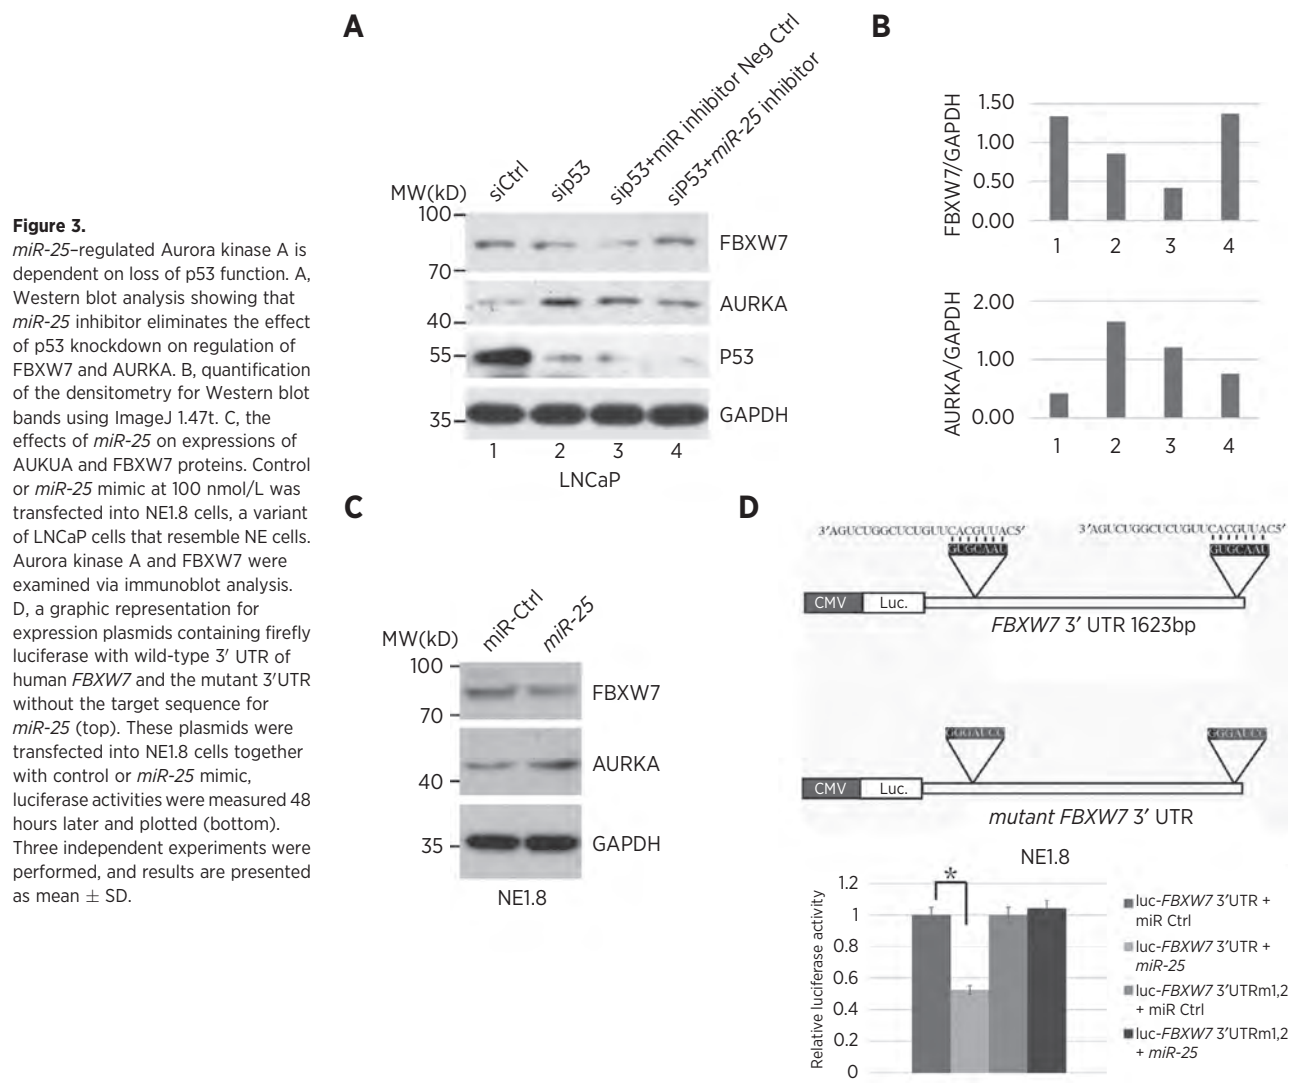 Figure 3.
miR-25–regulated Aurora kinase A is
dependent on loss of p53 function. A,
Western blot analysis showing that
miR-25 inhibitor eliminates the effect
of p53 knockdown on regulation of
FBXW7 and AURKA. B, quantification
of the densitometry for Western blot
bands using ImageJ 1.47t. C, the
effects of miR-25 on expressions of
AUKUA and FBXW7 proteins. Control
or miR-25 mimic at 100 nmol/L was
transfected into NE1.8 cells, a variant
of LNCaP cells that resemble NE cells.
Aurora kinase A and FBXW7 were
examined via immunoblot analysis.
D, a graphic representation for
expression plasmids containing firefly
luciferase with wild-type 3′ UTR of
human FBXW7 and the mutant 3′UTR
without the target sequence for
miR-25 (top). These plasmids were
transfected into NE1.8 cells together
with control or miR-25 mimic,
luciferase activities were measured 48
hours later and plotted (bottom).
Three independent experiments were
performed, and results are presented
as mean ± SD.
A
MW(kD)
siCtrl
sip53
sip53+miR inhibitor Neg Ctrl
siP53+miR-25 inhibitor
100
70
40
55
35
FBXW7
AURKA
P53
GAPDH
1 2 3 4
LNCaP
B
FBXW7/GAPDH
1.50
1.00
0.50
0.00
1 2 3 4
AURKA/GAPDH
2.00
1.00
0.00
1 2 3 4
C
MW(kD)
miR-Ctrl
miR-25
100
70
40
35
FBXW7
AURKA
GAPDH
NE1.8
D
3′AGUCUGGCUCUGUUCACGUUAC5′ 3′AGUCUGGCUCUGUUCACGUUAC5′
GUGCAAU GUGCAAU
CMV Luc.
FBXW7 3′ UTR 1623bp
GGGAUCC GGGAUCC
CMV Luc.
mutant FBXW7 3′ UTR
NE1.8
Relative luciferase activity
1.2
1
0.8
0.6
0.4
0.2
0
*
luc-FBXW7 3′UTR +
miR Ctrl
luc-FBXW7 3′UTR +
miR-25
luc-FBXW7 3′UTRm1,2
+ miR Ctrl
luc-FBXW7 3′UTRm1,2
+ miR-25